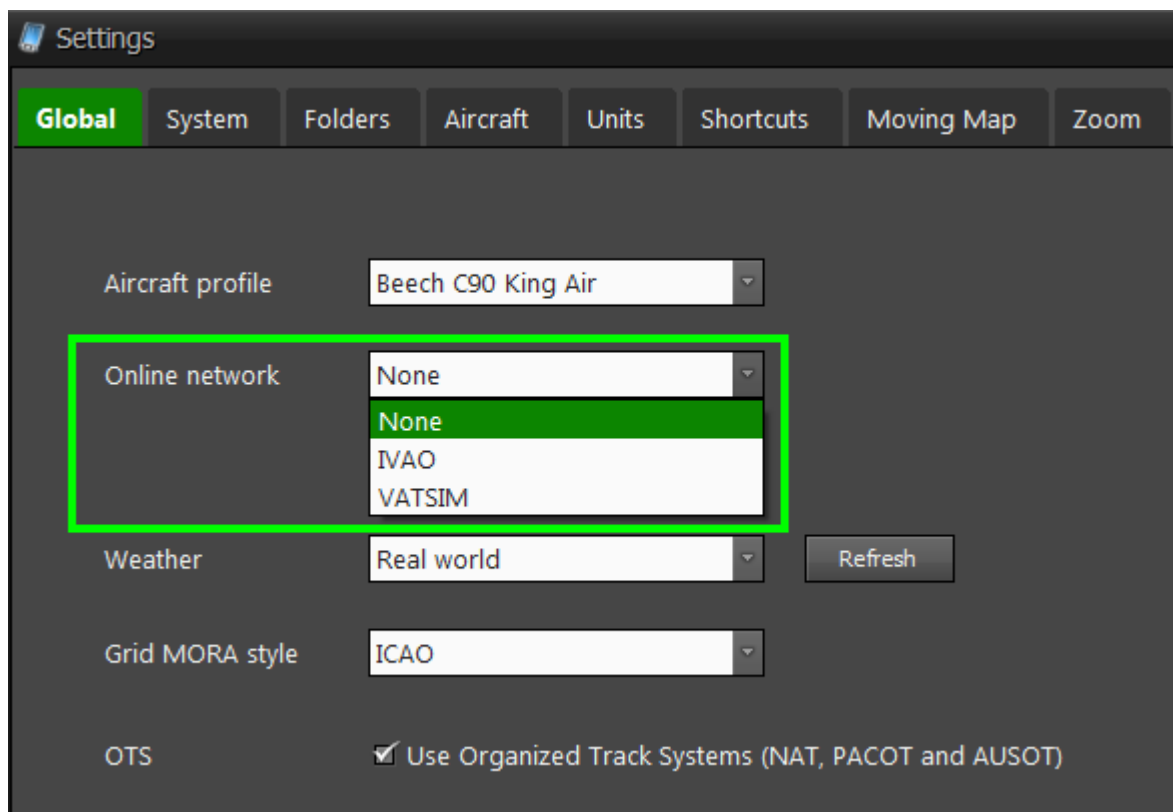 Settings
Global System Folders Aircraft Units Shortcuts Moving Map Zoom
Aircraft profile Beech C90 King Air
Online network None
None
IVAO
VATSIM
Weather Real world Refresh
Grid MORA style ICAO
OTS Use Organized Track Systems (NAT, PACOT and AUSOT)